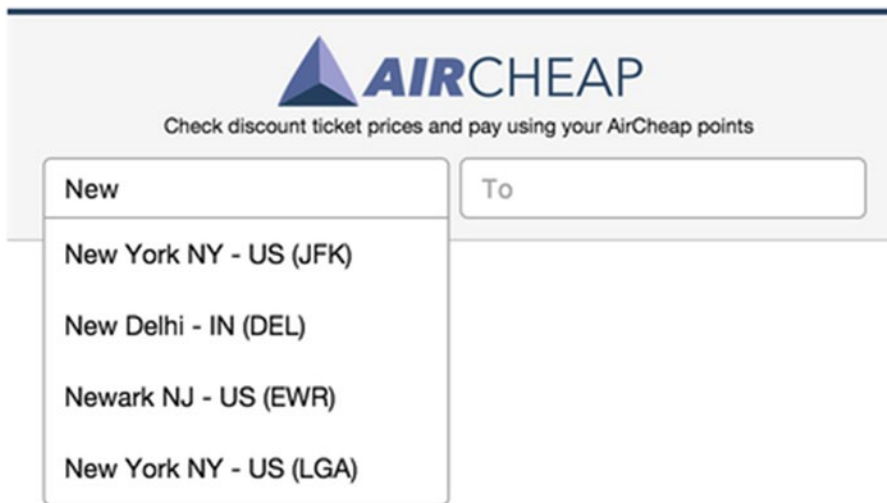 AIRCHEAP
Check discount ticket prices and pay using your AirCheap points
New
To
New York NY - US (JFK)
New Delhi - IN (DEL)
Newark NJ - US (EWR)
New York NY - US (LGA)